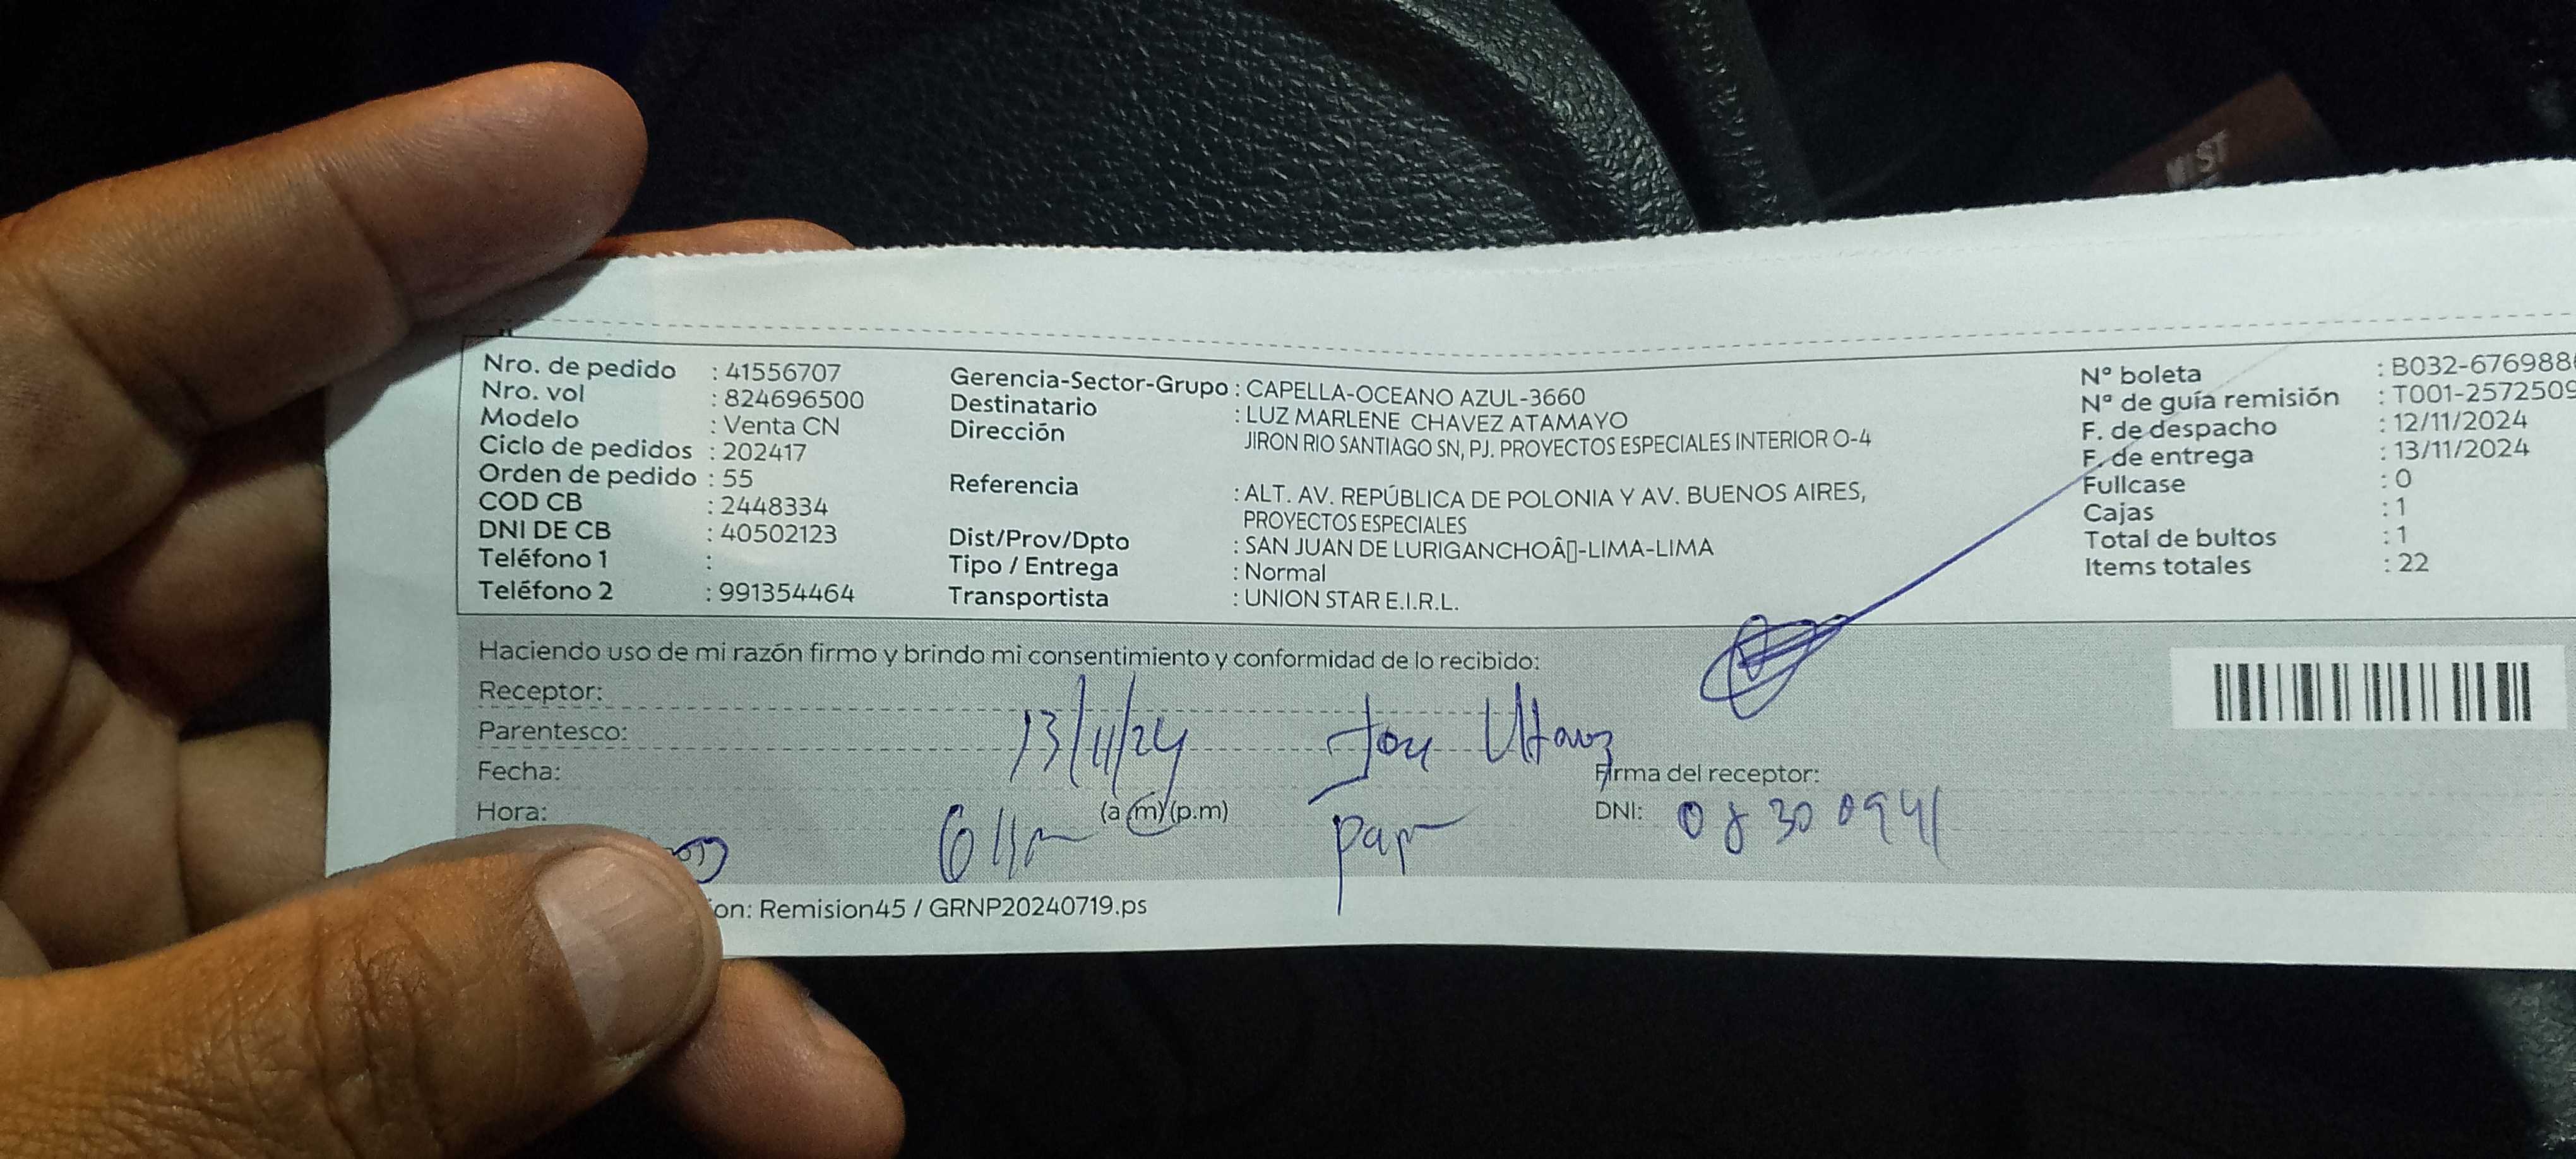 Nro. de pedido : 41556707
Nro. vol : 824696500
Modelo : Venta CN
Ciclo de pedidos : 202417
Orden de pedido : 55
COD CB : 2448334
DNI DE CB : 40502123
Teléfono 1 :
Teléfono 2 : 991354464
Gerencia-Sector-Grupo : CAPELLA-OCEANO AZUL-3660
Destinatario : LUZ MARLENE CHAVEZ ATAMAYO
Dirección JIRON RIO SANTIAGO SN, PJ. PROYECTOS ESPECIALES INTERIOR O-4
Referencia : ALT. AV. REPÚBLICA DE POLONIA Y AV. BUENOS AIRES,
PROYECTOS ESPECIALES
Dist/Prov/Dpto : SAN JUAN DE LURIGANCHOÂ▯-LIMA-LIMA
Tipo / Entrega : Normal
Transportista : UNION STAR E.I.R.L.
Nº boleta : B032-676988
Nº de guía remisión : T001-2572509
F. de despacho : 12/11/2024
F. de entrega : 13/11/2024
Fullcase : 0
Cajas : 1
Total de bultos : 1
Items totales : 22
Haciendo uso de mi razón firmo y brindo mi consentimiento y conformidad de lo recibido:
Receptor:
Parentesco: 13/11/24
Fecha: Firma del receptor:
Hora: (a.m) (p.m) DNI: 08300941
on: Remision45 / GRNP20240719.ps